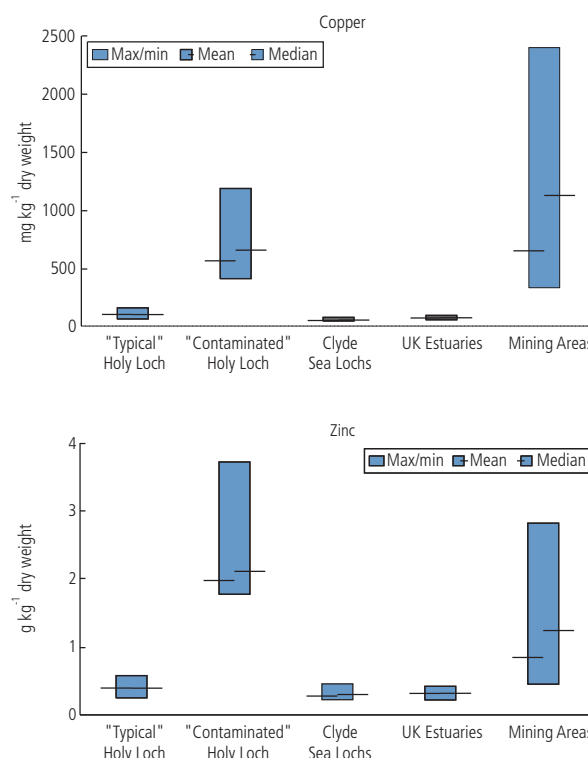 Copper
Max/min Mean Median
mg kg⁻¹ dry weight
2500
2000
1500
1000
500
0
"Typical" "Contaminated" Clyde UK Estuaries Mining Areas
Holy Loch Holy Loch Sea Lochs
Zinc
Max/min Mean Median
g kg⁻¹ dry weight
4
3
2
1
0
"Typical" "Contaminated" Clyde UK Estuaries Mining Areas
Holy Loch Holy Loch Sea Lochs